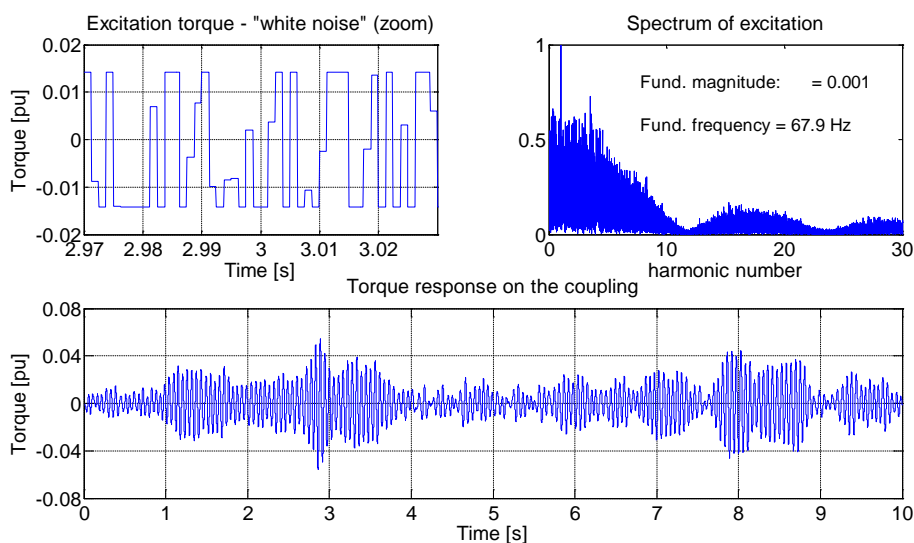 Excitation torque - "white noise" (zoom)
0.02
0.01
0
-0.01
-0.02
Torque [pu]
2.97 2.98 2.99 3 3.01 3.02
Time [s]
Spectrum of excitation
1
0.5
0
Fund. magnitude: = 0.001
Fund. frequency = 67.9 Hz
0 10 20 30
harmonic number
Torque response on the coupling
0.08
0.04
0
-0.04
-0.08
Torque [pu]
0 1 2 3 4 5 6 7 8 9 10
Time [s]